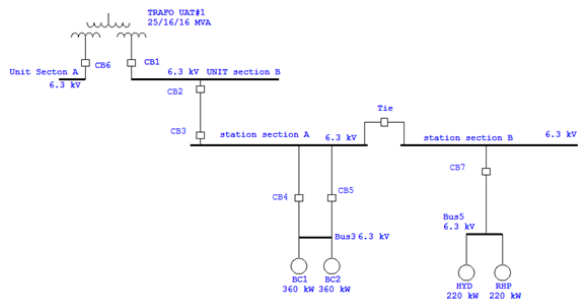 TRAFO UAT#1
25/16/16 MVA
Unit Secton A
CB6
CB1
6.3 kV
6.3 kV
UNIT section B
CB2
Tie
CB3
station section A
6.3 kV
station section B
6.3 kV
CB4
CB5
CB7
Bus3
6.3 kV
Bus5
6.3 kV
BC1
360 kW
BC2
360 kW
HYD
220 kW
RHP
220 kW